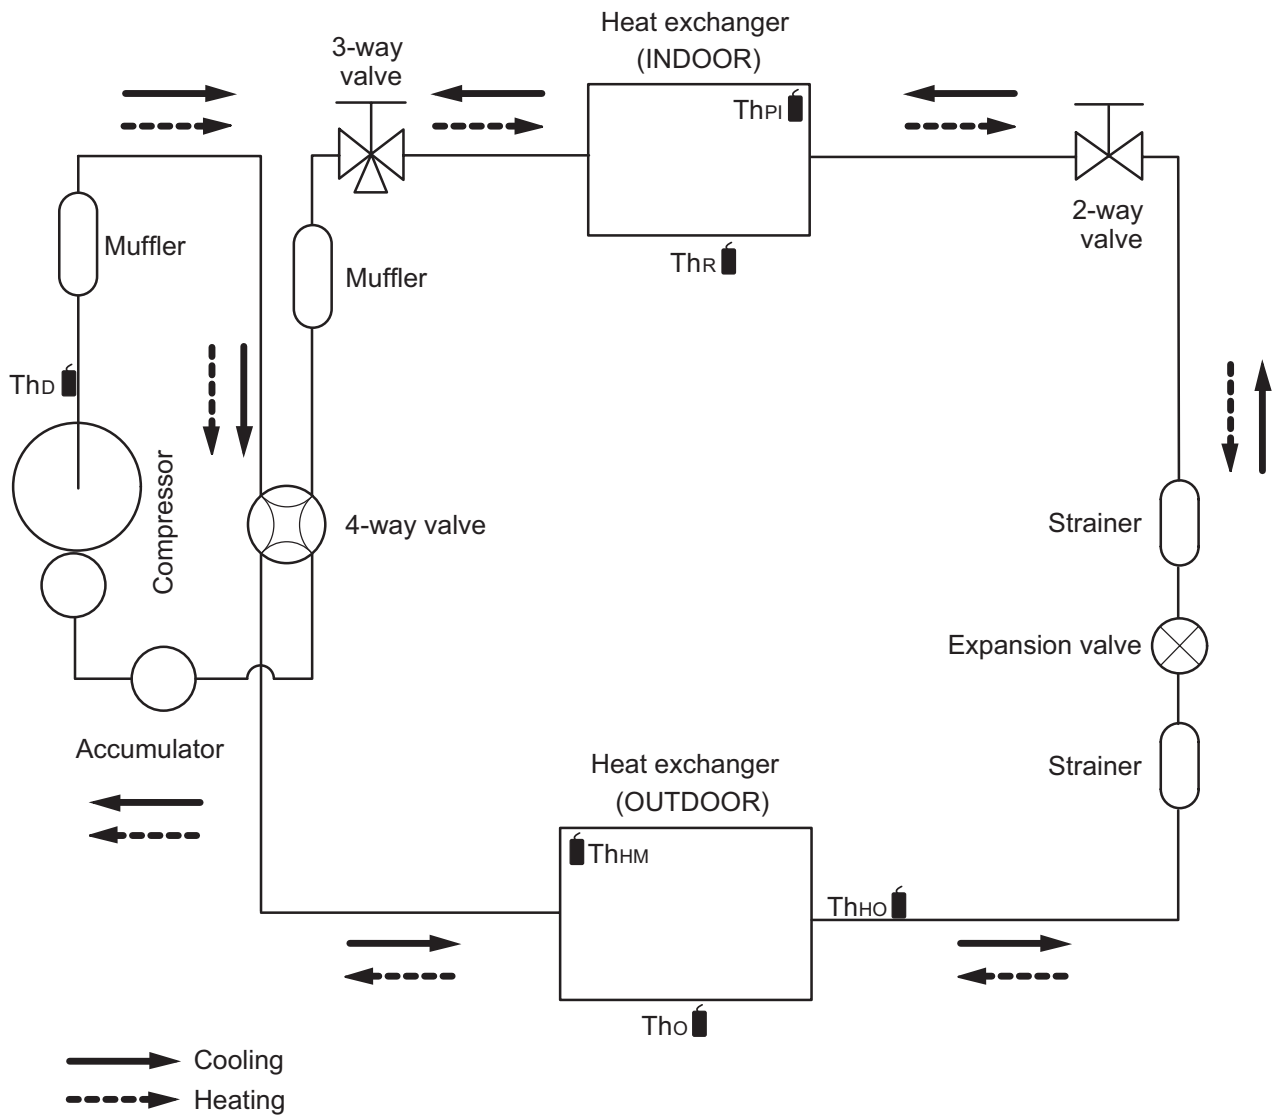 Heat exchanger
(INDOOR)
3-way
valve
ThPI
2-way
valve
Muffler
ThR
Muffler
ThD
Compressor
4-way valve
Strainer
Expansion valve
Accumulator
Heat exchanger
(OUTDOOR)
Strainer
ThHM
ThHO
ThO
Cooling
Heating